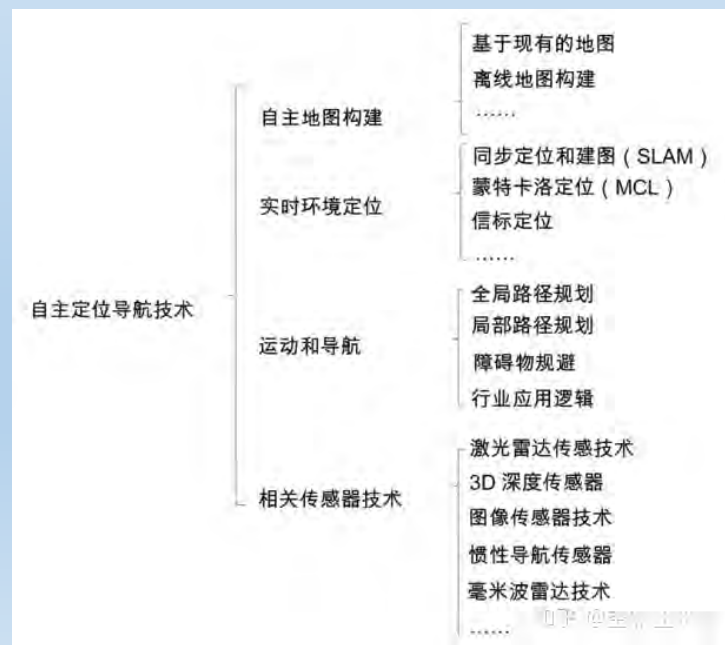 基于现有的地图
离线地图构建
自主地图构建
……
同步定位和建图（SLAM）
蒙特卡洛定位（MCL）
实时环境定位
信标定位
……
全局路径规划
自主定位导航技术
局部路径规划
运动和导航
障碍物规避
行业应用逻辑
激光雷达传感技术
3D 深度传感器
相关传感器技术
图像传感器技术
惯性导航传感器
毫米波雷达技术
……
知乎